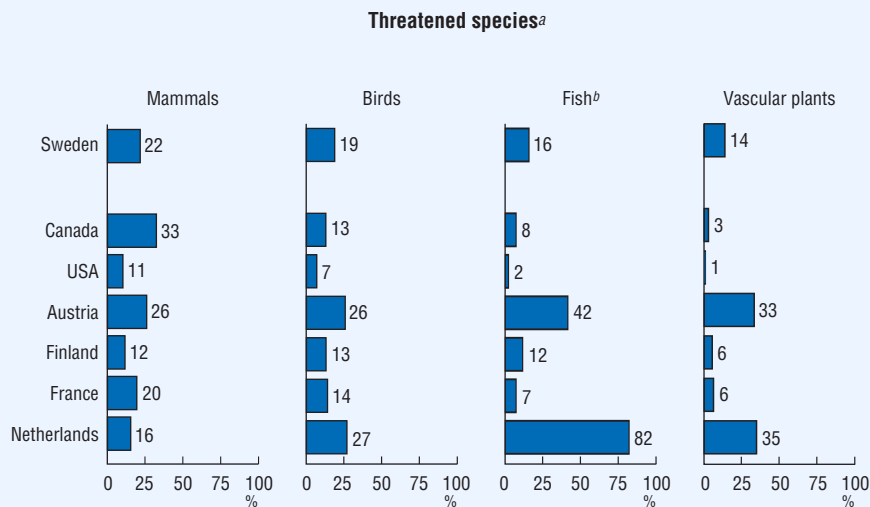 Threatened speciesa
Mammals Birds Fishb Vascular plants
Sweden 22 19 16 14
Canada 33 13 8 3
USA 11 7 2 1
Austria 26 26 42 33
Finland 12 13 12 6
France 20 14 7 6
Netherlands 16 27 82 35
0 25 50 75 100 0 25 50 75 100 0 25 50 75 100 0 25 50 75 100
% % % %